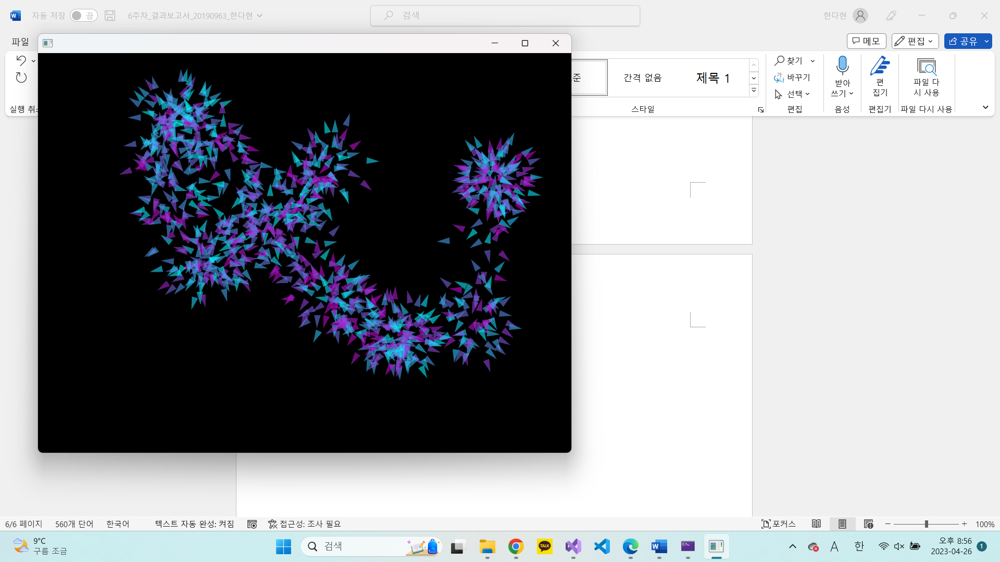 자동 저장 끔 6주차_결과보고서_20190963_한다현 검색 한다현
파일 메모 편집 공유
실행 취소
준 간격 없음 제목 1
스타일
찾기
바꾸기
선택
편집
받아
쓰기
음성
편
집기
편집기
파일 다
시 사용
파일 다시 사용
6/6 페이지 560개 단어 한국어 텍스트 자동 완성: 켜짐 접근성: 조사 필요 포커스 100%
9°C
구름 조금
검색
TALK
A 한
오후 8:56
2023-04-26 1